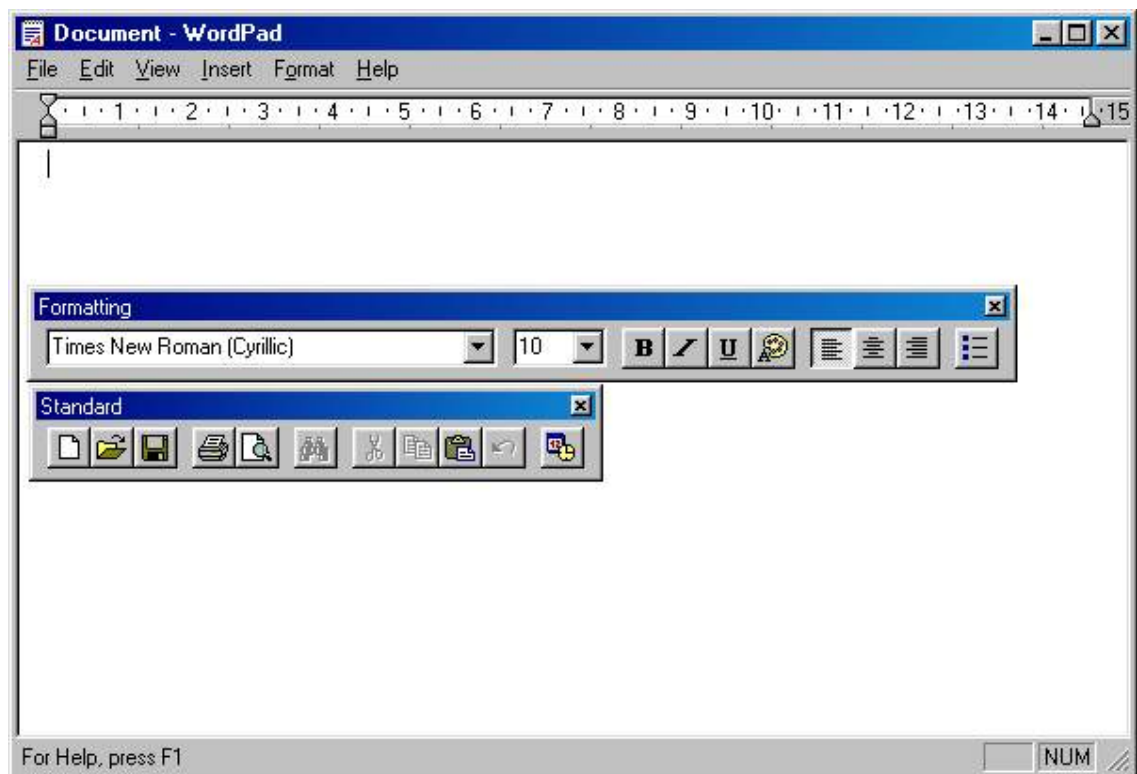 Document - WordPad
File Edit View Insert Format Help
1 2 3 4 5 6 7 8 9 10 11 12 13 14 15
Formatting
Times New Roman (Cyrillic) 10 B I U
Standard
For Help, press F1 NUM